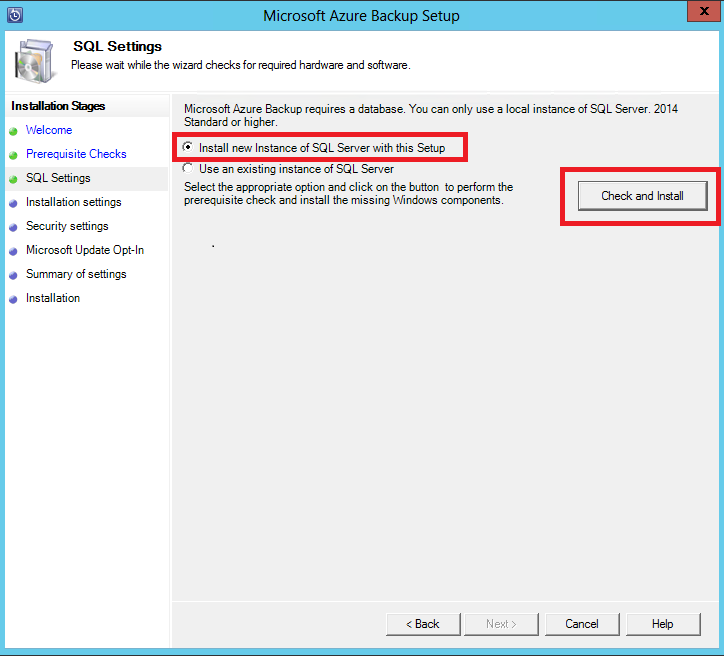 Microsoft Azure Backup Setup
X
SQL Settings
Please wait while the wizard checks for required hardware and software.
Installation Stages
Welcome
Prerequisite Checks
SQL Settings
Installation settings
Security settings
Microsoft Update Opt-In
Summary of settings
Installation
Microsoft Azure Backup requires a database. You can only use a local instance of SQL Server. 2014
Standard or higher.
Install new Instance of SQL Server with this Setup
Use an existing instance of SQL Server
Select the appropriate option and click on the button to perform the
prerequisite check and install the missing Windows components.
Check and Install
.
< Back
Next >
Cancel
Help